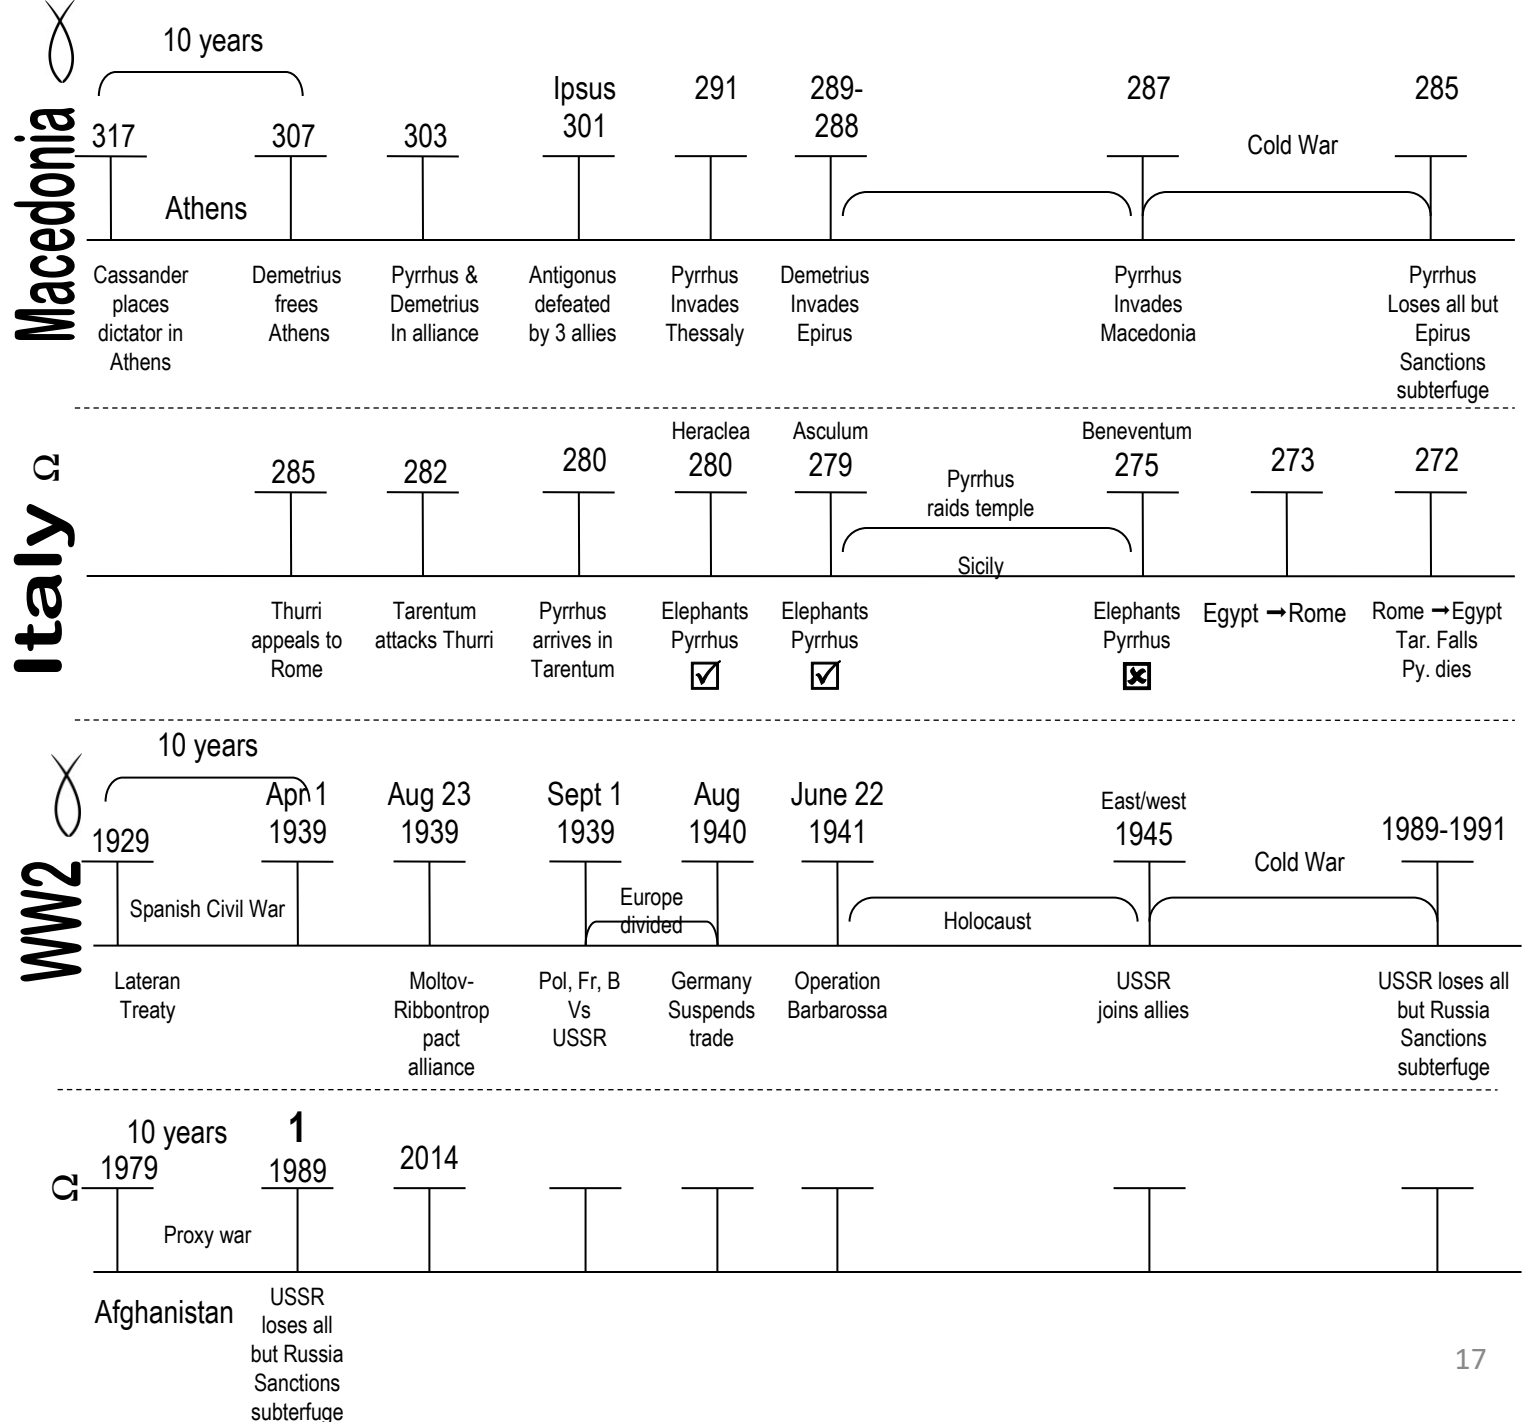 Macedonia
10 years
317
307
303
Ipsus
301
291
289-
288
287
285
Athens
Cold War
Cassander
places
dictator in
Athens
Demetrius
frees
Athens
Pyrrhus &
Demetrius
In alliance
Antigonus
defeated
by 3 allies
Pyrrhus
Invades
Thessaly
Demetrius
Invades
Epirus
Pyrrhus
Invades
Macedonia
Pyrrhus
Loses all but
Epirus
Sanctions
subterfuge
Italy Ω
285
282
280
Heraclea
280
Asculum
279
Pyrrhus
raids temple
Sicily
Beneventum
275
273
272
Thurri
appeals to
Rome
Tarentum
attacks Thurri
Pyrrhus
arrives in
Tarentum
Elephants
Pyrrhus
Elephants
Pyrrhus
Elephants
Pyrrhus
Egypt ➞Rome
Rome ➞Egypt
Tar. Falls
Py. dies
WW2
10 years
1929
Apr 1
1939
Aug 23
1939
Sept 1
1939
Aug
1940
June 22
1941
East/west
1945
1989-1991
Spanish Civil War
Europe
divided
Holocaust
Cold War
Lateran
Treaty
Moltov-
Ribbontrop
pact
alliance
Pol, Fr, B
Vs
USSR
Germany
Suspends
trade
Operation
Barbarossa
USSR
joins allies
USSR loses all
but Russia
Sanctions
subterfuge
Ω
10 years
1979
1
1989
2014
Proxy war
Afghanistan
USSR
loses all
but Russia
Sanctions
subterfuge
17